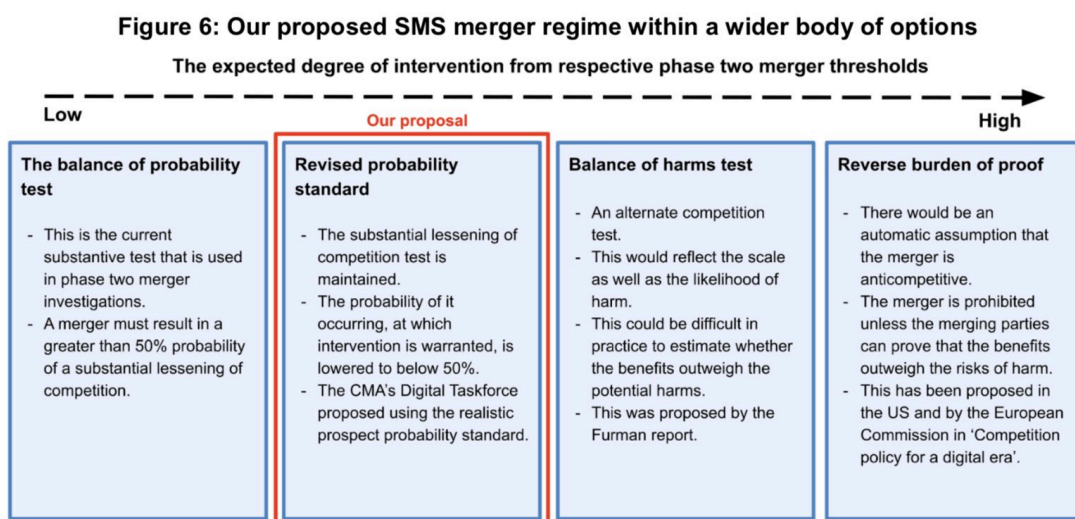 Figure 6: Our proposed SMS merger regime within a wider body of options
The expected degree of intervention from respective phase two merger thresholds
Low
Our proposal
High
The balance of probability
test
- This is the current
substantive test that is used
in phase two merger
investigations.
- A merger must result in a
greater than 50% probability
of a substantial lessening of
competition.
Revised probability
standard
- The substantial lessening of
competition test is
maintained.
- The probability of it
occurring, at which
intervention is warranted, is
lowered to below 50%.
- The CMA's Digital Taskforce
proposed using the realistic
prospect probability standard.
Balance of harms test
- An alternate competition
test.
- This would reflect the scale
as well as the likelihood of
harm.
- This could be difficult in
practice to estimate whether
the benefits outweigh the
potential harms.
- This was proposed by the
Furman report.
Reverse burden of proof
- There would be an
automatic assumption that
the merger is
anticompetitive.
- The merger is prohibited
unless the merging parties
can prove that the benefits
outweigh the risks of harm.
- This has been proposed in
the US and by the European
Commission in 'Competition
policy for a digital era'.